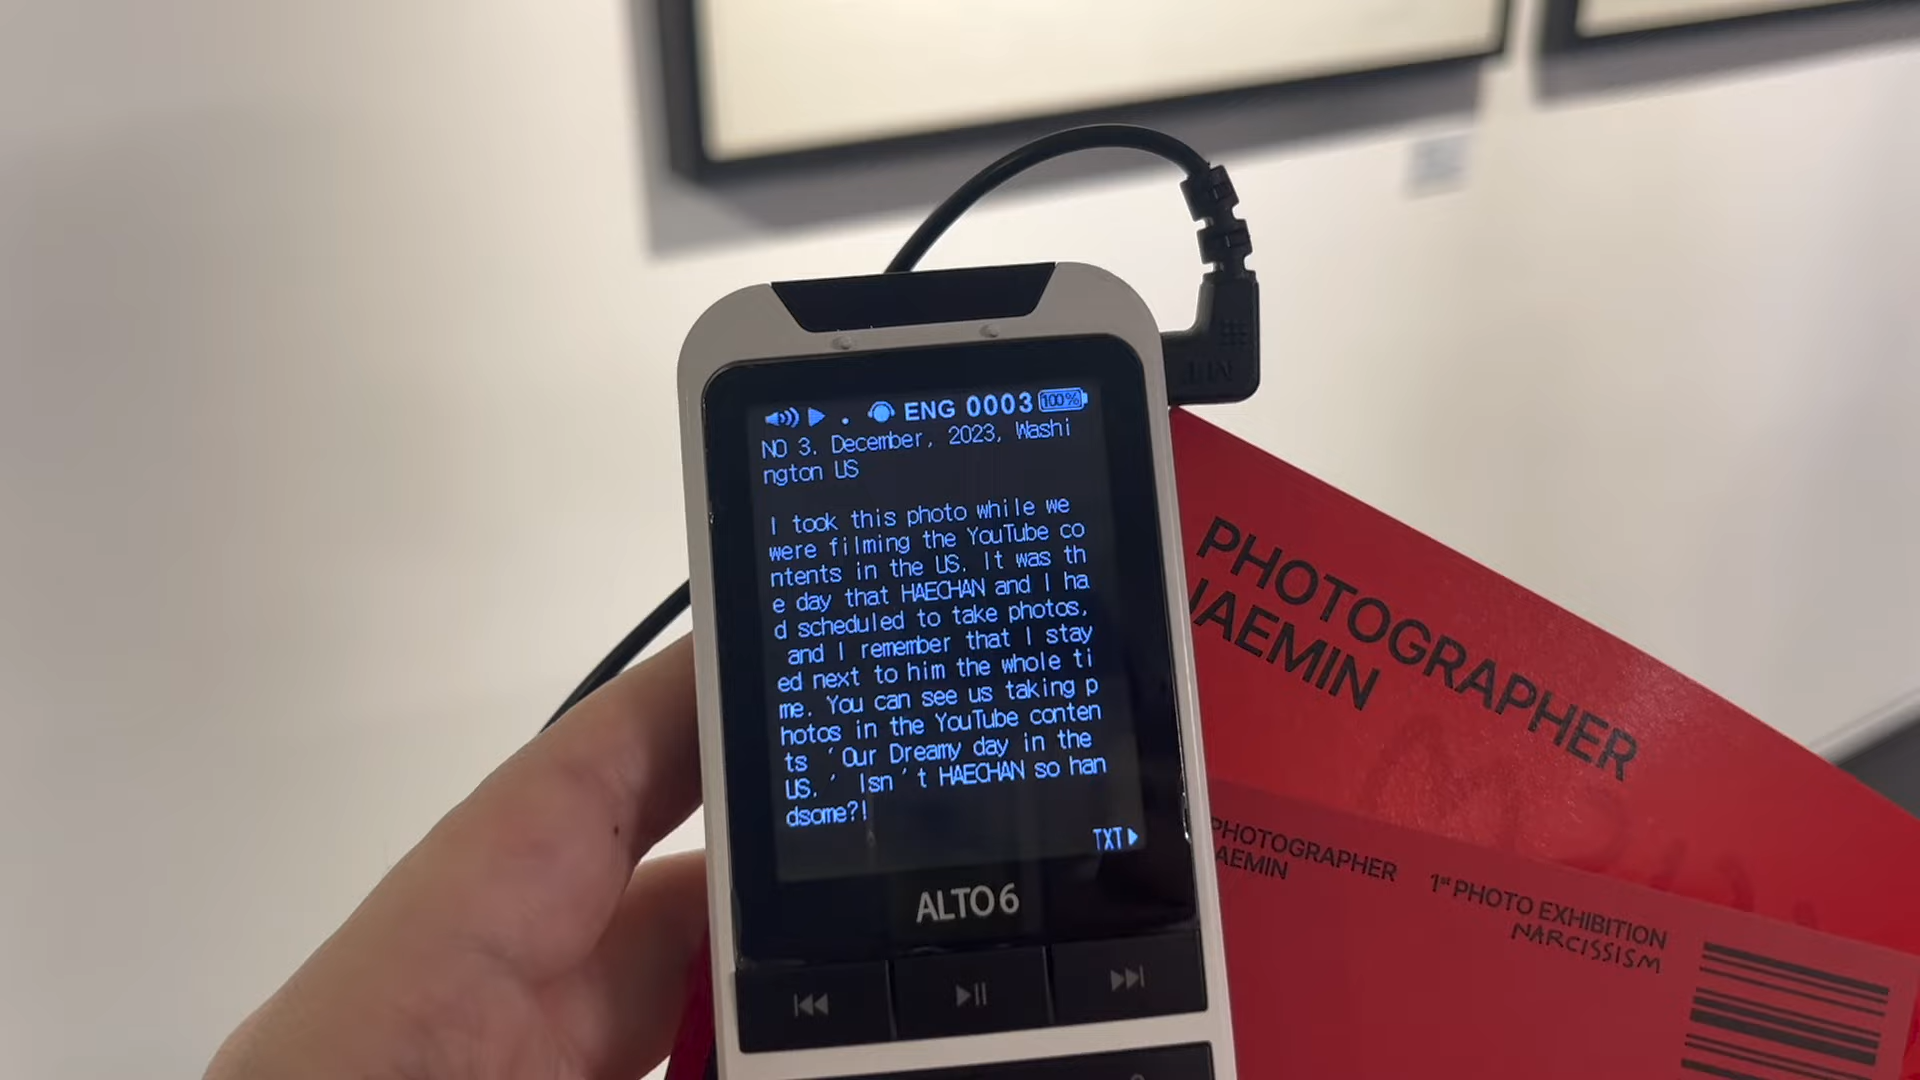 ENG 0003 100%
NO 3. December, 2023, Washi
ngton US
I took this photo while we
were filming the YouTube co
ntents in the US. It was th
e day that HAECHAN and I ha
d scheduled to take photos,
and I remember that I stay
ed next to him the whole ti
me. You can see us taking p
hotos in the YouTube conten
ts 'Our Dreamy day in the
US.' Isn't HAECHAN so han
dsome?!
TXT
ALTO6
PHOTOGRAPHER
JAEMIN
PHOTOGRAPHER
JAEMIN
1st PHOTO EXHIBITION
NARCISSISM